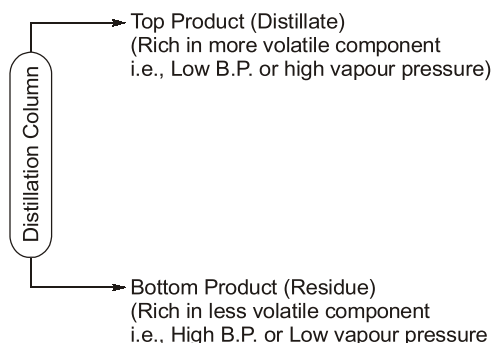 Top Product (Distillate)
(Rich in more volatile component
i.e., Low B.P. or high vapour pressure)
Distillation Column
Bottom Product (Residue)
(Rich in less volatile component
i.e., High B.P. or Low vapour pressure